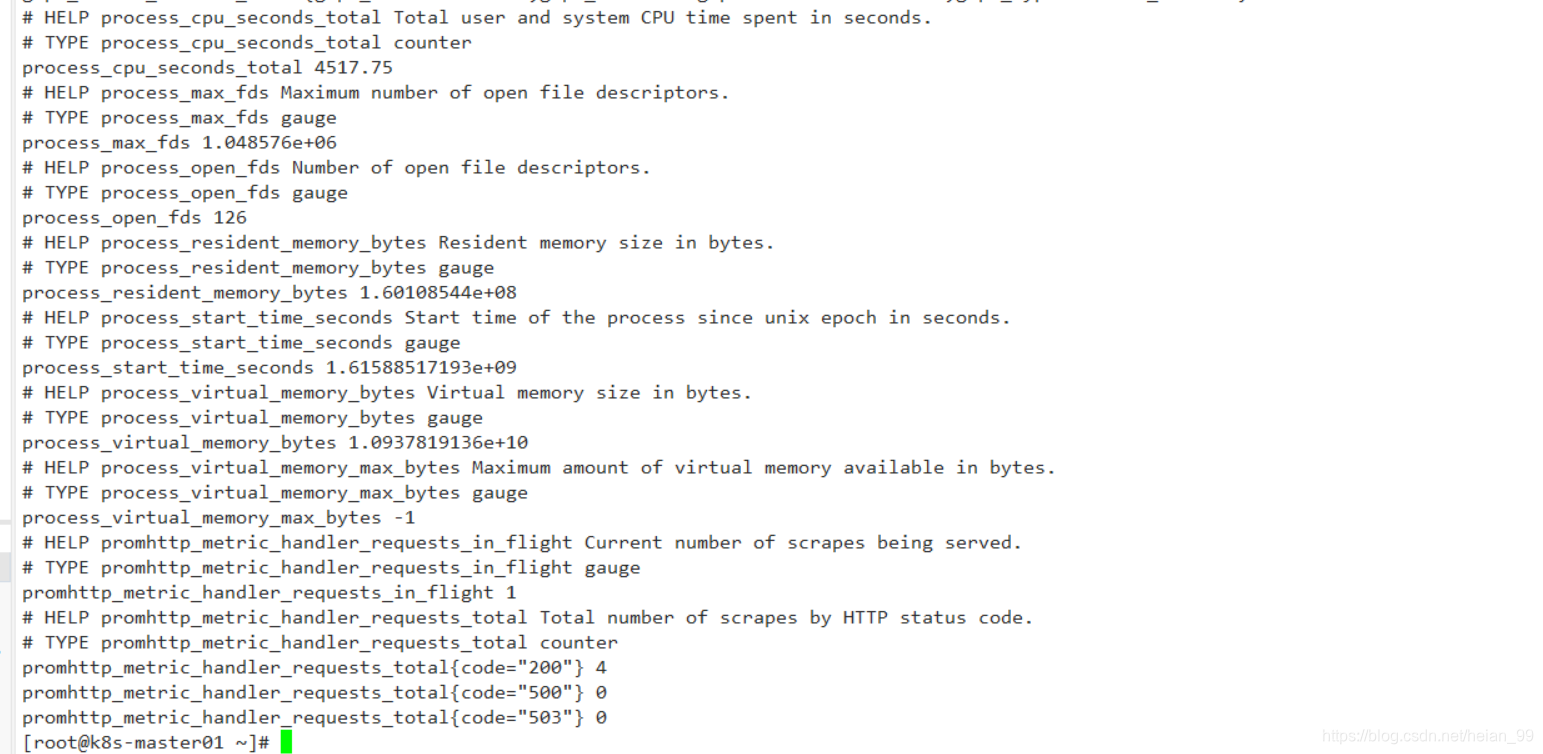 # HELP process_cpu_seconds_total Total user and system CPU time spent in seconds.
# TYPE process_cpu_seconds_total counter
process_cpu_seconds_total 4517.75
# HELP process_max_fds Maximum number of open file descriptors.
# TYPE process_max_fds gauge
process_max_fds 1.048576e+06
# HELP process_open_fds Number of open file descriptors.
# TYPE process_open_fds gauge
process_open_fds 126
# HELP process_resident_memory_bytes Resident memory size in bytes.
# TYPE process_resident_memory_bytes gauge
process_resident_memory_bytes 1.60108544e+08
# HELP process_start_time_seconds Start time of the process since unix epoch in seconds.
# TYPE process_start_time_seconds gauge
process_start_time_seconds 1.61588517193e+09
# HELP process_virtual_memory_bytes Virtual memory size in bytes.
# TYPE process_virtual_memory_bytes gauge
process_virtual_memory_bytes 1.0937819136e+10
# HELP process_virtual_memory_max_bytes Maximum amount of virtual memory available in bytes.
# TYPE process_virtual_memory_max_bytes gauge
process_virtual_memory_max_bytes -1
# HELP promhttp_metric_handler_requests_in_flight Current number of scrapes being served.
# TYPE promhttp_metric_handler_requests_in_flight gauge
promhttp_metric_handler_requests_in_flight 1
# HELP promhttp_metric_handler_requests_total Total number of scrapes by HTTP status code.
# TYPE promhttp_metric_handler_requests_total counter
promhttp_metric_handler_requests_total{code="200"} 4
promhttp_metric_handler_requests_total{code="500"} 0
promhttp_metric_handler_requests_total{code="503"} 0
[root@k8s-master01 ~]#
https://blog.csdn.net/heian_99